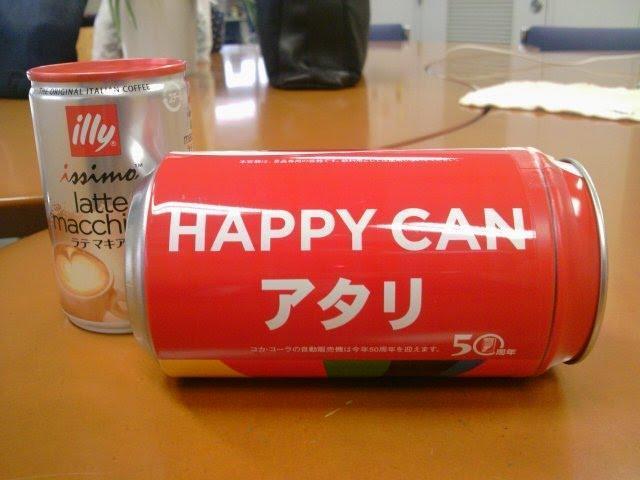 THE ORIGINAL ITALIAN COFFEE
illy
issimo™
latte
macchi
ラテ マキア
HAPPY CAN
アタリ
コカ・コーラの自動販売機は今年50周年を迎えます。
50周年